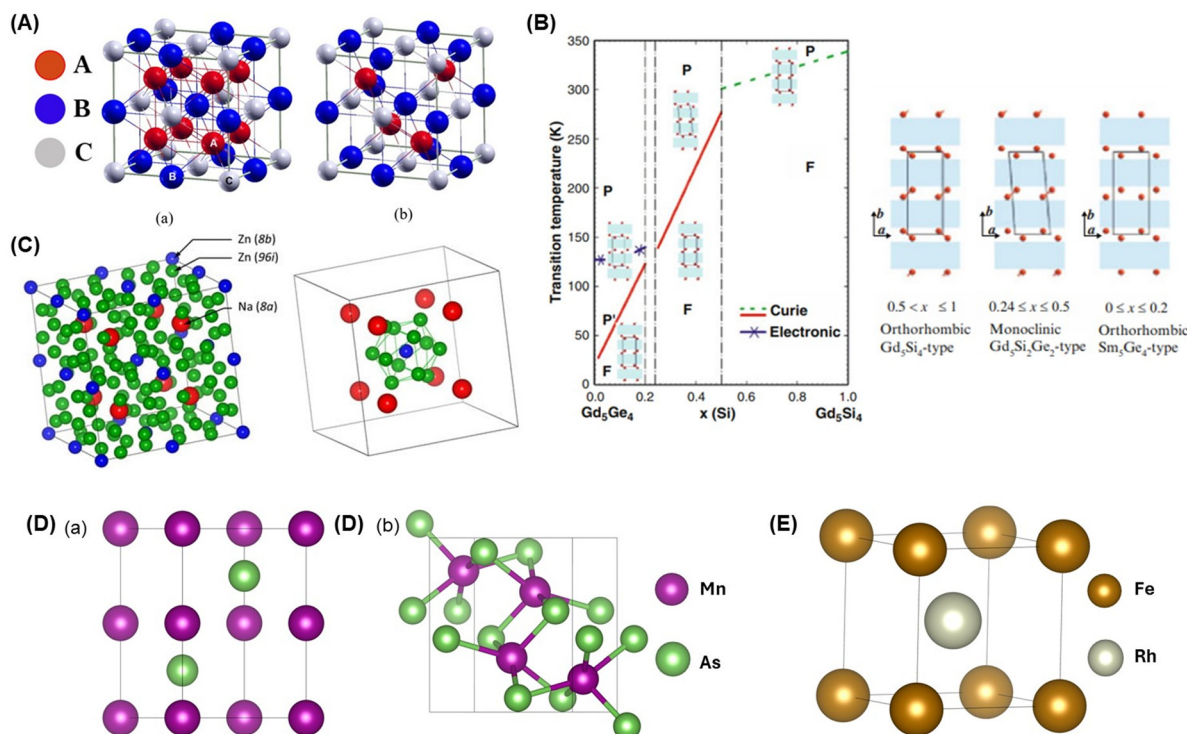 (A)
A
B
C
A
B
C
(a)
(b)
(B)
Transition temperature (K)
350
300
250
200
150
100
50
0
P
P
P
P'
F
F
F
Curie
Electronic
0.0
0.2
0.4
0.6
0.8
1.0
Gd₅Ge₄
x (Si)
Gd₅Si₄
b
a
b
a
b
a
0.5 < x ≤ 1
Orthorhombic
Gd₅Si₄-type
0.24 ≤ x ≤ 0.5
Monoclinic
Gd₅Si₂Ge₂-type
0 ≤ x ≤ 0.2
Orthorhombic
Sm₅Ge₄-type
(C)
Zn (8b)
Zn (96i)
Na (8a)
(D) (a)
(D) (b)
Mn
As
(E)
Fe
Rh